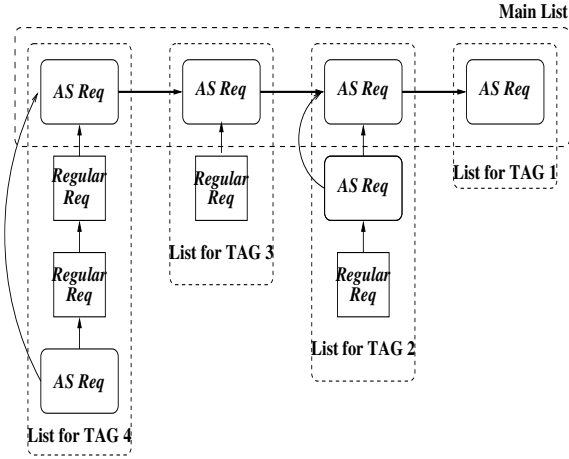 Main List
AS Req
AS Req
AS Req
AS Req
Regular
Req
Regular
Req
AS Req
List for TAG 1
List for TAG 3
Regular
Req
Regular
Req
List for TAG 2
AS Req
List for TAG 4